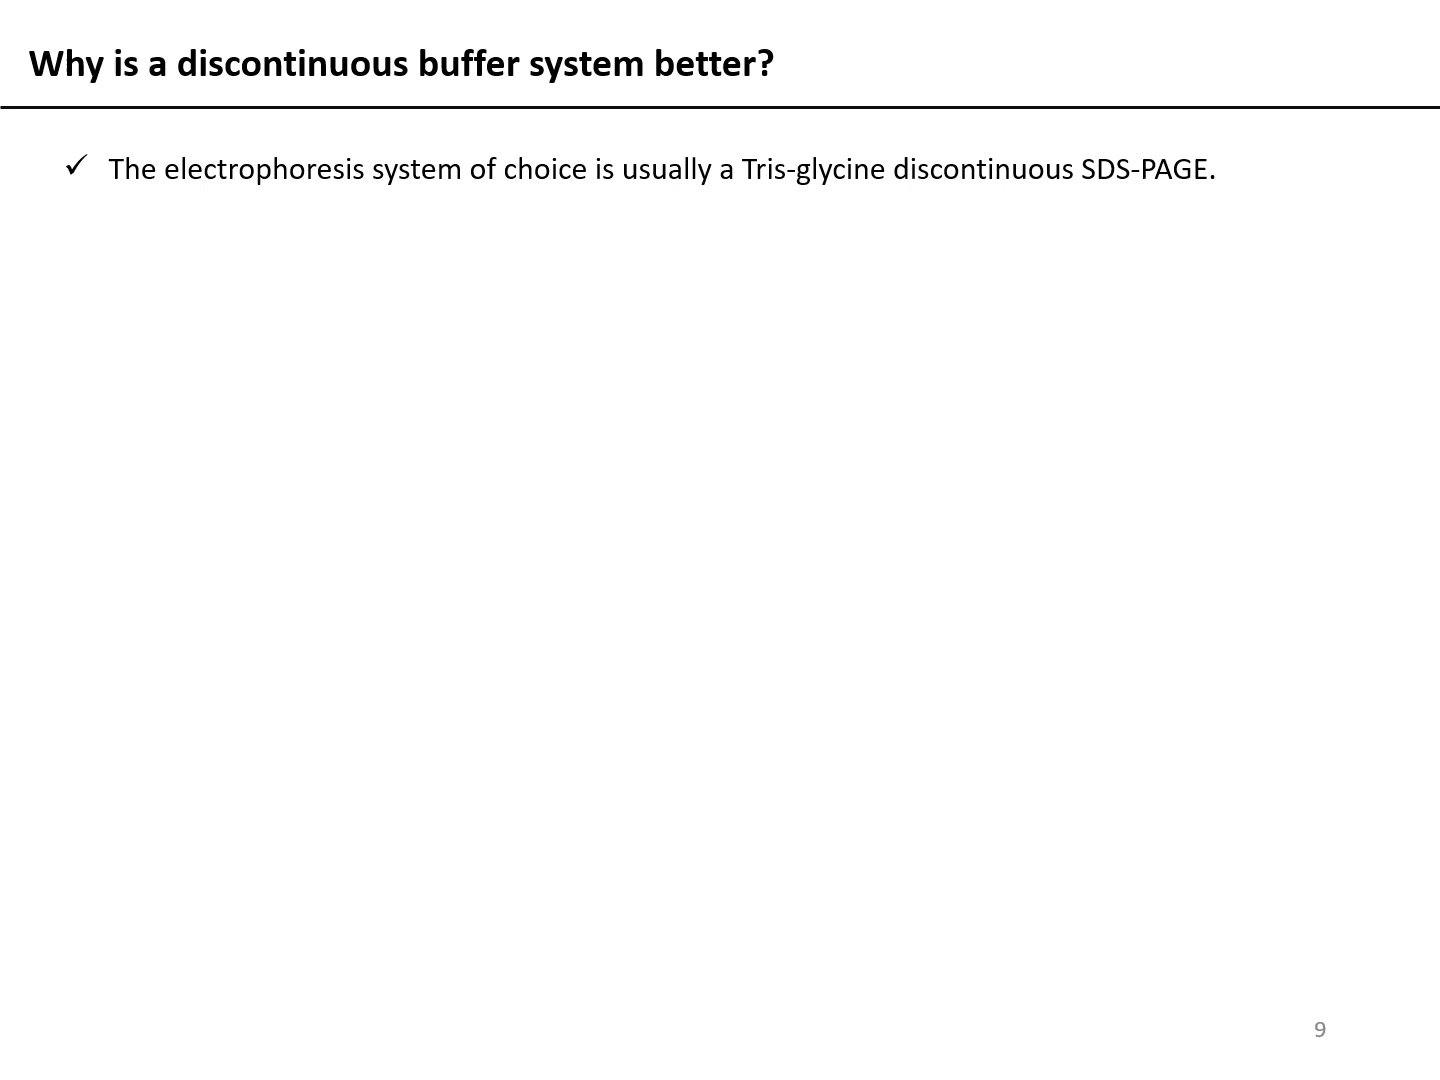 Why is a discontinuous buffer system better?
✓ The electrophoresis system of choice is usually a Tris-glycine discontinuous SDS-PAGE.
9